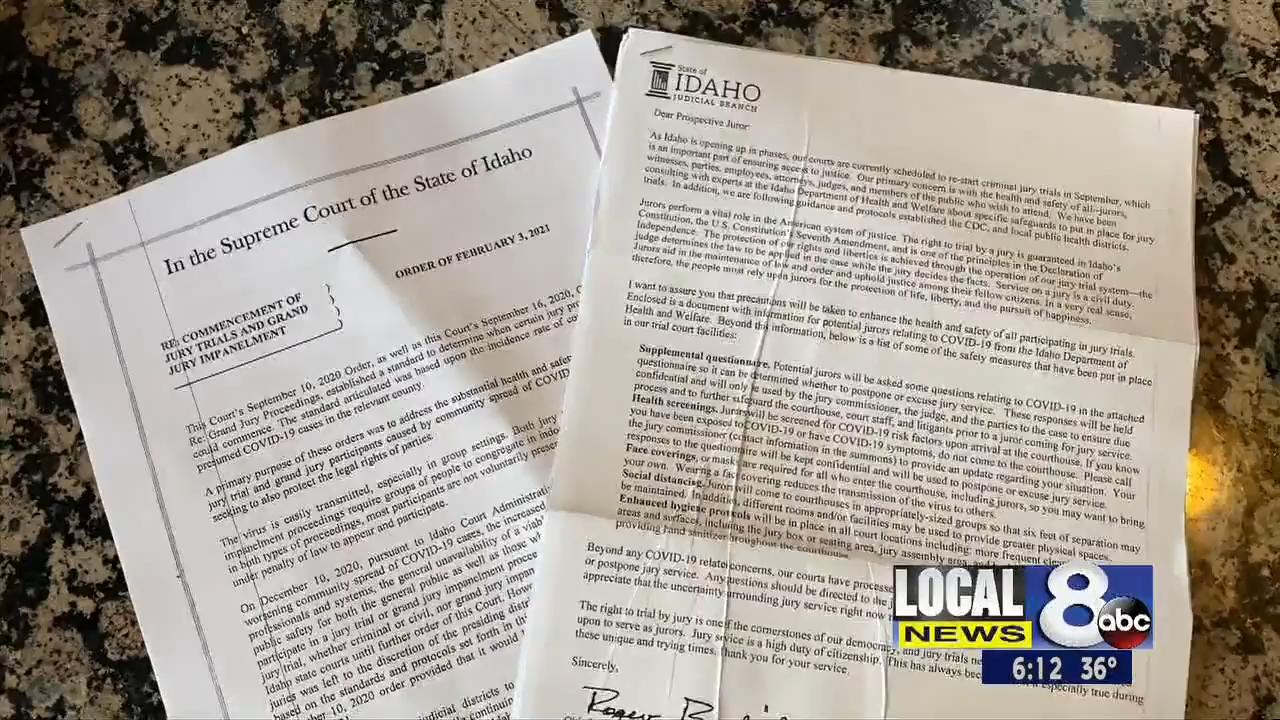 In the Supreme Court of the State of Idaho
ORDER OF FEBRUARY 3, 2021
RE: COMMENCEMENT OF
JURY TRIALS AND GRAND
JURY IMPANELMENT
This Court's September 10, 2020 Order, as well as this Court's September 16, 2020,
Re: Grand Jury Proceedings, established a standard to determine when certain jury
could commence. The standard articulated was based upon the incidence rate of
presumed COVID-19 cases in the relevant county.
A primary purpose of these orders was to address the substantial health and
jury trial and grand jury participants caused by community spread of COVID
seeking to also protect the legal rights of parties.
The virus is easily transmitted, especially in group settings. Both jury
impanelment proceedings require groups of people to congregate in
in both types of proceedings, most participants are not voluntarily
under penalty of law to appear and participate.
On December 10, 2020, pursuant to Idaho Court
worsening community spread of COVID-19 cases, the increased
professionals and systems, the general unavailability of a
safety for both the general public as well as those
participate in a jury trial or grand jury impanelment
trial, whether criminal or civil, nor grand jury
Idaho state courts until further order of this Court.
juries was left to the discretion of the presiding
based on the standards and protocols set forth in the
10, 2020 order provided that it would
judicial districts to
State of
IDAHO
JUDICIAL BRANCH
Dear Prospective Juror
As Idaho is opening up in phases, our courts are currently scheduled to re-start criminal jury trials in September, which
is an important part of ensuring access to justice. Our primary concern is with the health and safety of all–jurors,
witnesses, parties, employees, attorneys, judges, and members of the public who wish to attend. We have been
consulting with experts at the Idaho Department of Health and Welfare about specific safeguards to put in place for jury
trials. In addition, we are following guidance and protocols established the CDC, and local public health districts.
Jurors perform a vital role in the American system of justice. The right to trial by a jury is guaranteed in Idaho's
Constitution, the U.S. Constitution's Seventh Amendment, and is one of the principles in the Declaration of
Independence. The protection of our rights and liberties is achieved through the operation of our jury trial system—the
judge determines the law to be applied in the case while the jury decides the facts. Service on a jury is a civil duty.
Jurors aid in the maintenance of law and order and uphold justice among their fellow citizens. In a very real sense,
therefore, the people must rely upon jurors for the protection of life, liberty, and the pursuit of happiness.
I want to assure you that precautions will be taken to enhance the health and safety of all participating in jury trials.
Enclosed is a document with information for potential jurors relating to COVID-19 from the Idaho Department of
Health and Welfare. Beyond this information, below is a list of some of the safety measures that have been put in place
in our trial court facilities:
Supplemental questionnaire. Potential jurors will be asked some questions relating to COVID-19 in the attached
questionnaire so it can be determined whether to postpone or excuse jury service. These responses will be held
confidential and will only be used by the jury commissioner, the judge, and the parties to the case to ensure due
process and to further safeguard the courthouse, court staff, and litigants prior to a juror coming for jury service.
Health screenings. Jurors will be screened for COVID-19 risk factors upon arrival at the courthouse. If you know
you have been exposed to COVID-19 or have COVID-19 symptoms, do not come to the courthouse. Please call
the jury commissioner (contact information in the summons) to provide an update regarding your situation. Your
responses to the questionnaire will be kept confidential and will be used to postpone or excuse jury service.
Face coverings, or masks are required for all who enter the courthouse, including jurors, so you may want to bring
your own. Wearing a face covering reduces the transmission of the virus to others.
Social distancing. Jurors will come to courthouses in appropriately-sized groups so that six feet of separation may
be maintained. In addition, different rooms and/or facilities may be used to provide greater physical spaces.
Enhanced hygiene protocols will be in place in all court locations including: more frequent
areas and surfaces, including the jury box or seating area, jury assembly area, and
providing hand sanitizer throughout the courthouse.
Beyond any COVID-19 related concerns, our courts have
or postpone jury service. Any questions should be directed to the
appreciate that the uncertainty surrounding jury service right now
The right to trial by jury is one of the cornerstones of our democracy, and jury trials
upon to serve as jurors. Jury service is a high duty of citizenship. This has always especially true during
these unique and trying times. Thank you for your service.
Sincerely,
Roger
LOCAL 8
NEWS
abc
6:12 36°